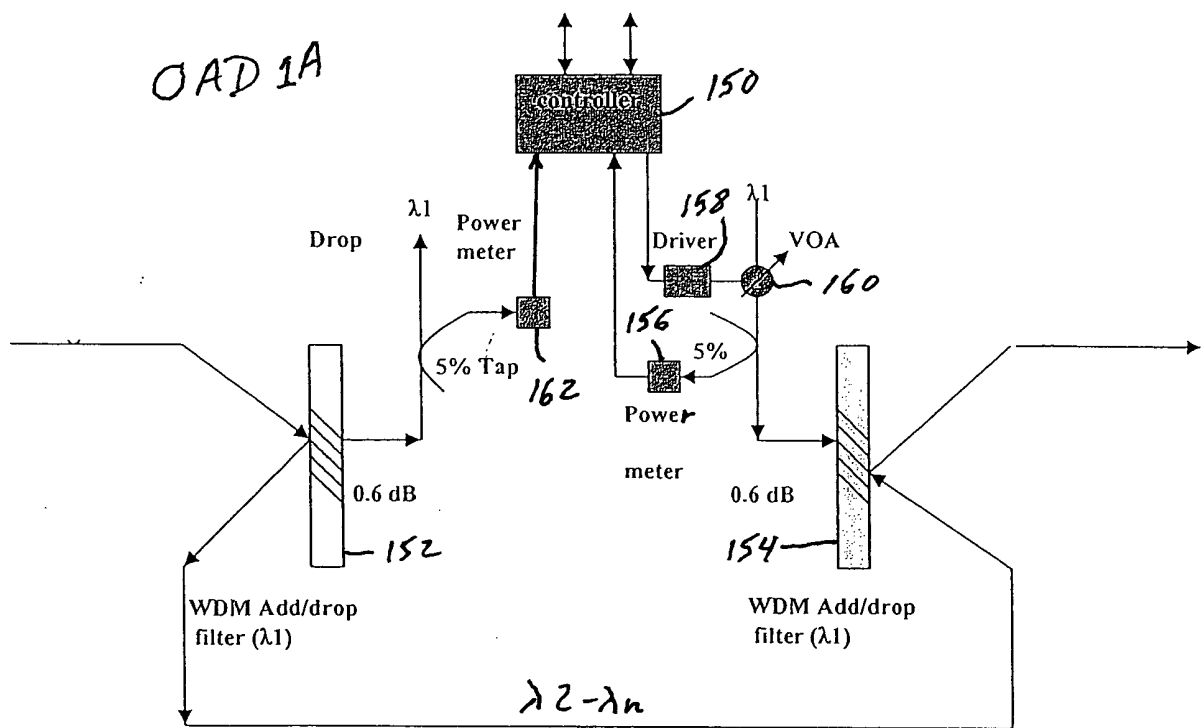 OAD 1A
controller
150
λ1
158
λ1
Power
meter
Drop
Driver
VOA
160
156
5% Tap
5%
162
Power
meter
0.6 dB
0.6 dB
152
154
WDM Add/drop
filter (λ1)
WDM Add/drop
filter (λ1)
λ2-λn